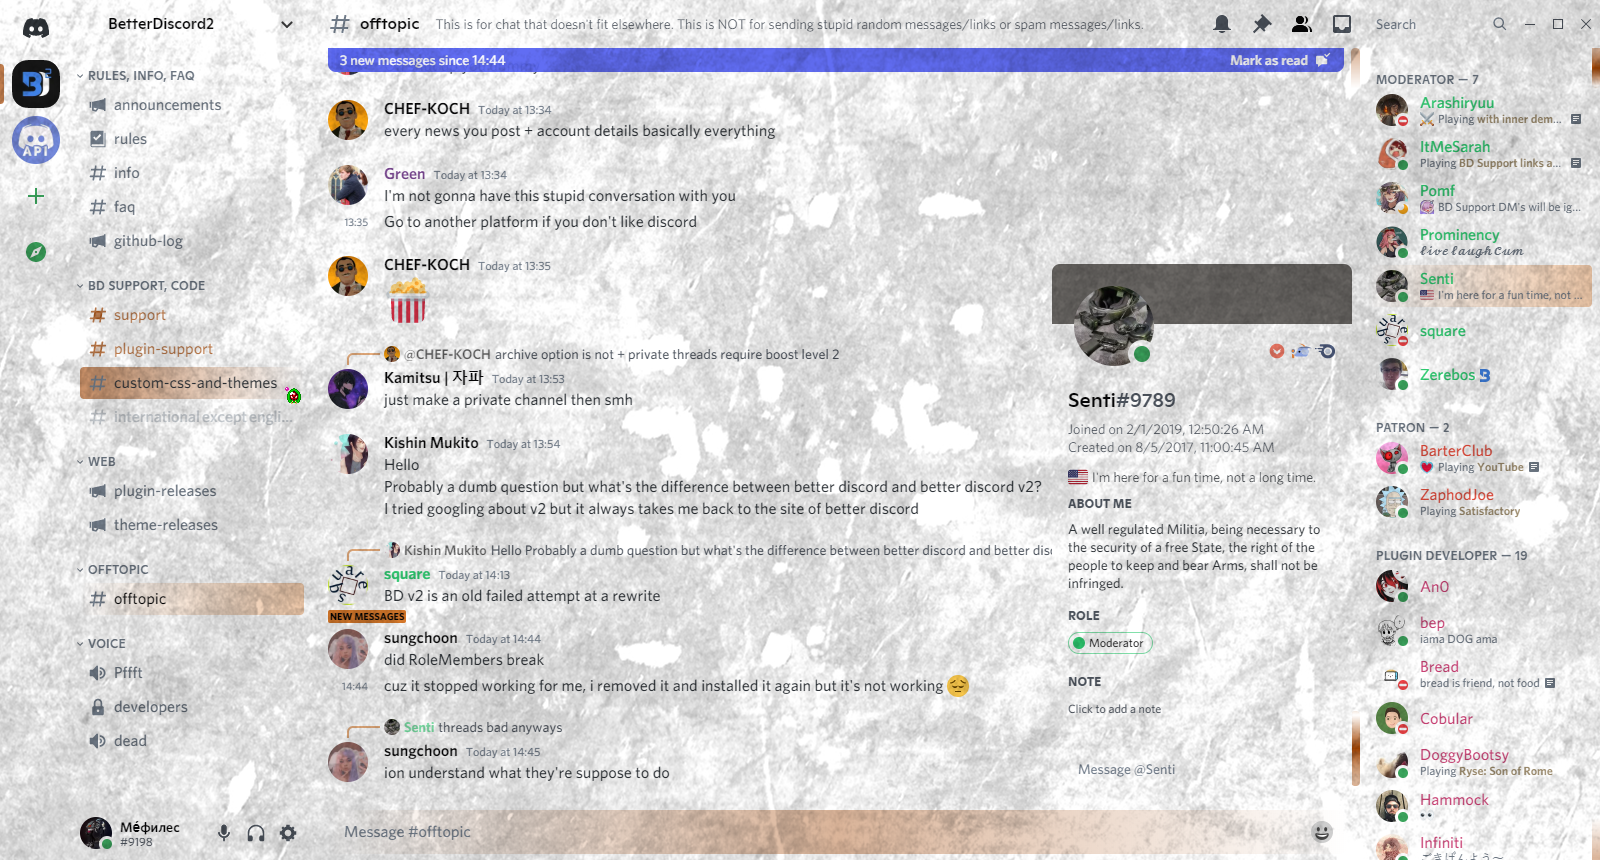 BetterDiscord2
offtopic
This is for chat that doesn't fit elsewhere. This is NOT for sending stupid random messages/links or spam messages/links.
Search
API
RULES, INFO, FAQ
announcements
rules
info
faq
github-log
BD SUPPORT, CODE
support
plugin-support
custom-css-and-themes
international except engli...
WEB
plugin-releases
theme-releases
OFFTOPIC
offtopic
VOICE
Pffft
developers
dead
Мефилес
#9198
3 new messages since 14:44
Mark as read
CHEF-KOCH Today at 13:34
every news you post + account details basically everything
Green Today at 13:34
I'm not gonna have this stupid conversation with you
13:35 Go to another platform if you don't like discord
CHEF-KOCH Today at 13:35
@CHEF-KOCH archive option is not + private threads require boost level 2
Kamitsu | 자파 Today at 13:53
just make a private channel then smh
Kishin Mukito Today at 13:54
Hello
Probably a dumb question but what's the difference between better discord and better discord v2?
I tried googling about v2 but it always takes me back to the site of better discord
Kishin Mukito Hello Probably a dumb question but what's the difference between better discord and better disc
square Today at 14:13
BD v2 is an old failed attempt at a rewrite
NEW MESSAGES
sungchoon Today at 14:44
did RoleMembers break
14:44 cuz it stopped working for me, i removed it and installed it again but it's not working
Senti threads bad anyways
sungchoon Today at 14:45
ion understand what they're suppose to do
Message #offtopic
Senti#9789
Joined on 2/1/2019, 12:50:26 AM
Created on 8/5/2017, 11:00:45 AM
I'm here for a fun time, not a long time.
ABOUT ME
A well regulated Militia, being necessary to
the security of a free State, the right of the
people to keep and bear Arms, shall not be
infringed.
ROLE
Moderator
NOTE
Click to add a note
Message @Senti
MODERATOR — 7
Arashiryuu
Playing with inner dem...
ItMeSarah
Playing BD Support links a...
Pomf
BD Support DM's will be ig...
Prominency
𝓵𝓲𝓿𝓮 𝓵𝓪𝓾𝓰𝓱 𝓒𝓾𝓶
Senti
I'm here for a fun time, not ...
square
Zerebos
PATRON — 2
BarterClub
Playing YouTube
ZaphodJoe
Playing Satisfactory
PLUGIN DEVELOPER — 19
An0
bep
iama DOG ama
Bread
bread is friend, not food
Cobular
DoggyBootsy
Playing Ryse: Son of Rome
Hammock
Infiniti
ごきげんよう〜